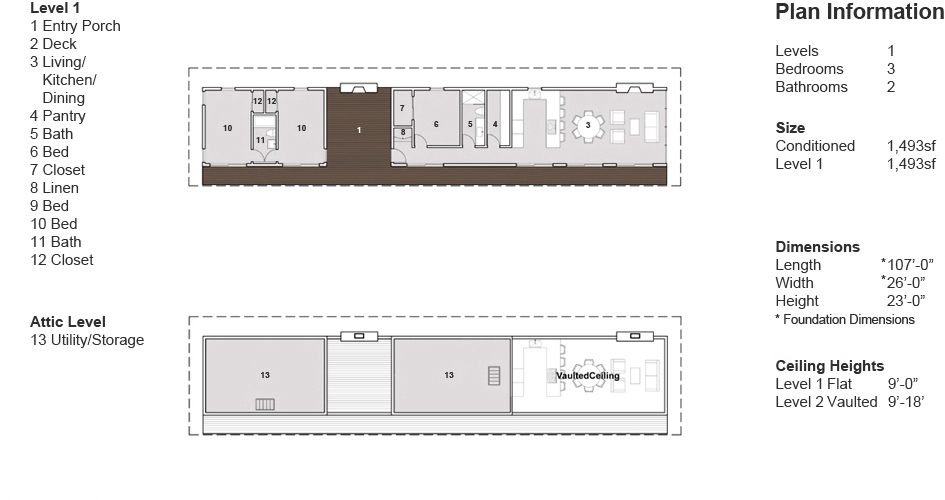 Level 1
1 Entry Porch
2 Deck
3 Living/
Kitchen/
Dining
4 Pantry
5 Bath
6 Bed
7 Closet
8 Linen
9 Bed
10 Bed
11 Bath
12 Closet
12 12
10 10 11
1
7 8 6 5 4
1
3
Attic Level
13 Utility/Storage
13
13
1
VaultedCeiling
Plan Information
Levels 1
Bedrooms 3
Bathrooms 2
Size
Conditioned 1,493sf
Level 1 1,493sf
Dimensions
Length *107'-0"
Width *26'-0"
Height 23'-0"
* Foundation Dimensions
Ceiling Heights
Level 1 Flat 9'-0"
Level 2 Vaulted 9'-18'